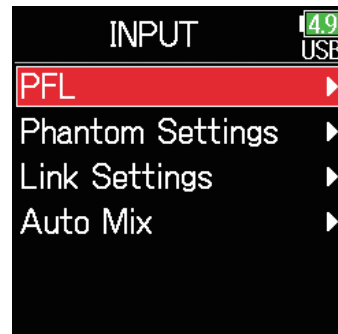 INPUT
4.9
USB
PFL
Phantom Settings
Link Settings
Auto Mix